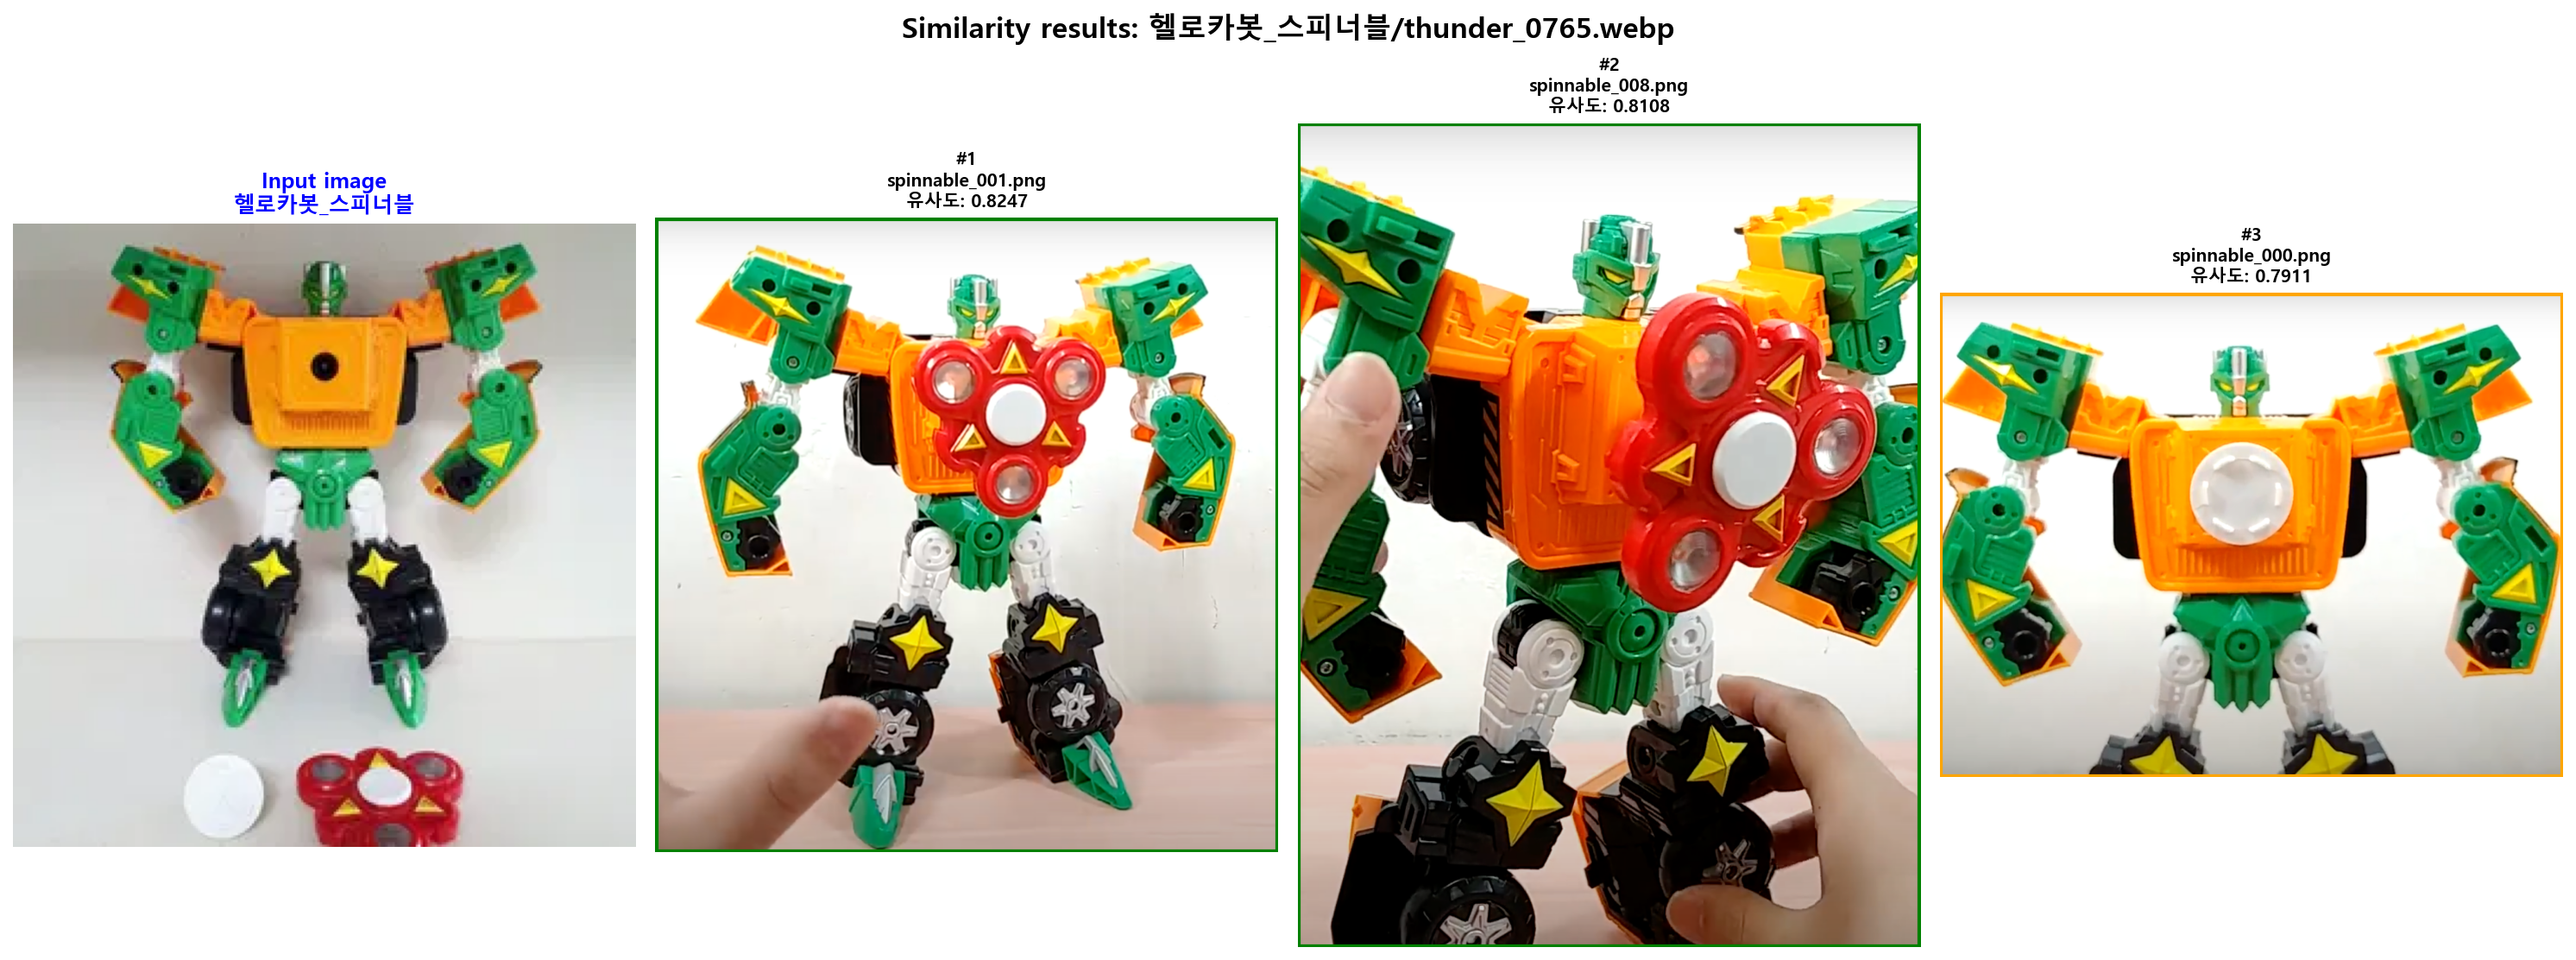 Similarity results: 헬로카봇_스피너블/thunder_0765.webp
Input image
헬로카봇_스피너블
#1
spinnable_001.png
유사도: 0.8247
#2
spinnable_008.png
유사도: 0.8108
#3
spinnable_000.png
유사도: 0.7911